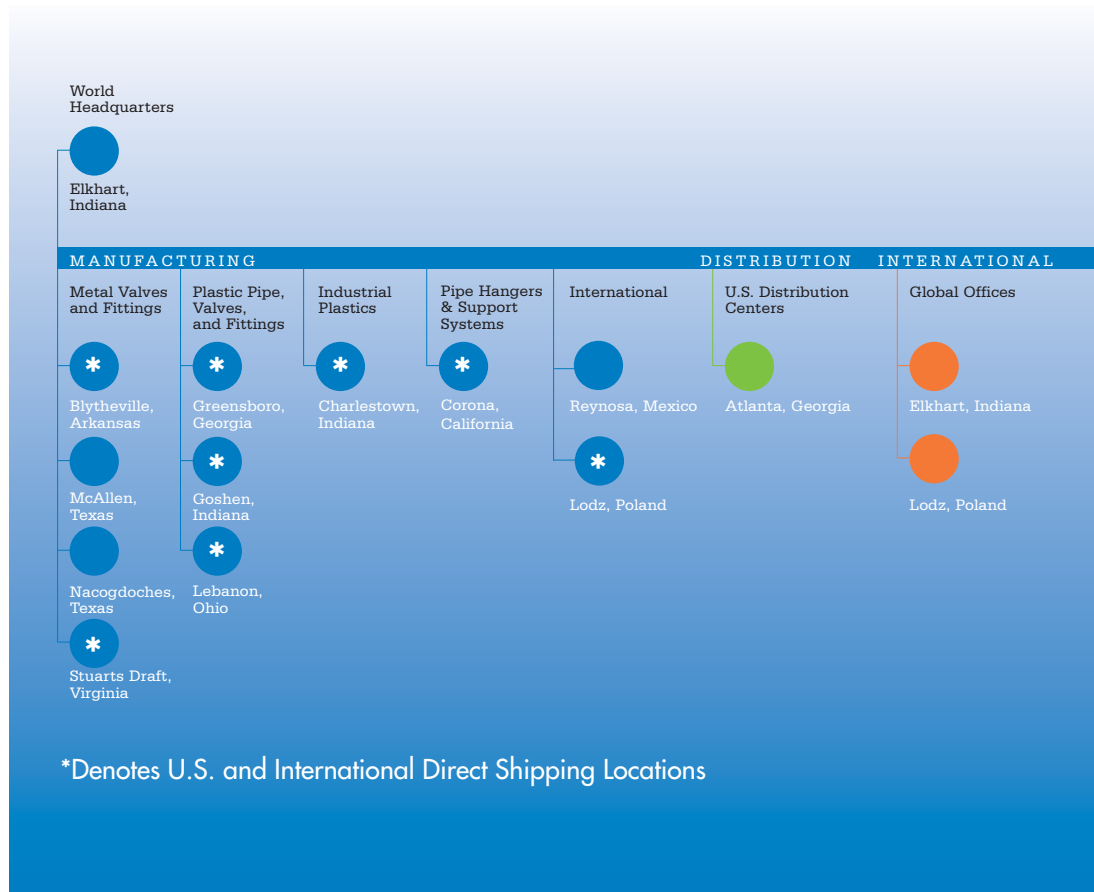 World
Headquarters
Elkhart,
Indiana
MANUFACTURING
DISTRIBUTION
INTERNATIONAL
Metal Valves
and Fittings
*
Blytheville,
Arkansas
McAllen,
Texas
Nacogdoches,
Texas
*
Stuarts Draft,
Virginia
Plastic Pipe,
Valves,
and Fittings
*
Greensboro,
Georgia
*
Goshen,
Indiana
*
Lebanon,
Ohio
Industrial
Plastics
*
Charlestown,
Indiana
Pipe Hangers
& Support
Systems
*
Corona,
California
International
Reynosa, Mexico
*
Lodz, Poland
U.S. Distribution
Centers
Atlanta, Georgia
Global Offices
Elkhart, Indiana
Lodz, Poland
*Denotes U.S. and International Direct Shipping Locations